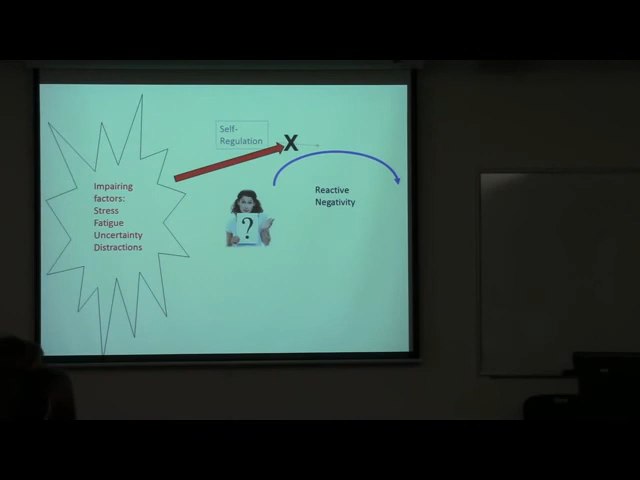 Self-
Regulation
X
Impairing
factors:
Stress
Fatigue
Uncertainty
Distractions
Reactive
Negativity
?